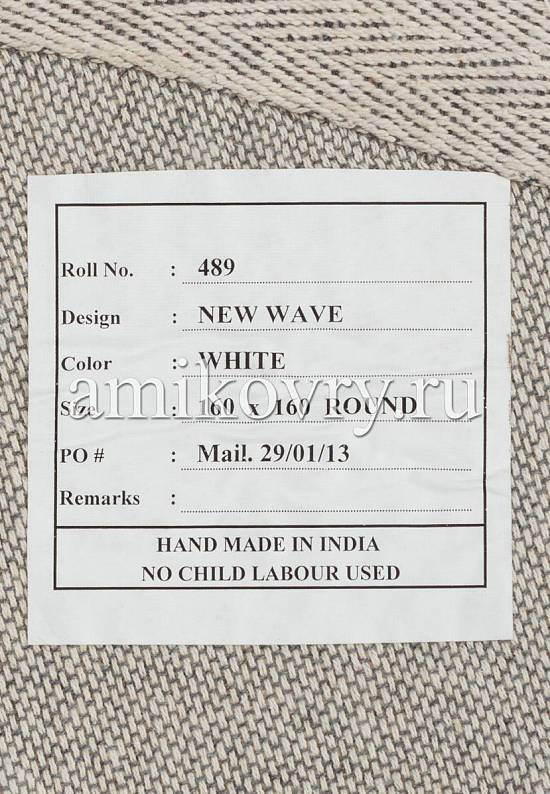 Roll No. : 489
Design : NEW WAVE
Color : WHITE
amikovry.ru
Size : 160 x 160 ROUND
PO # : Mail. 29/01/13
Remarks :
HAND MADE IN INDIA
NO CHILD LABOUR USED